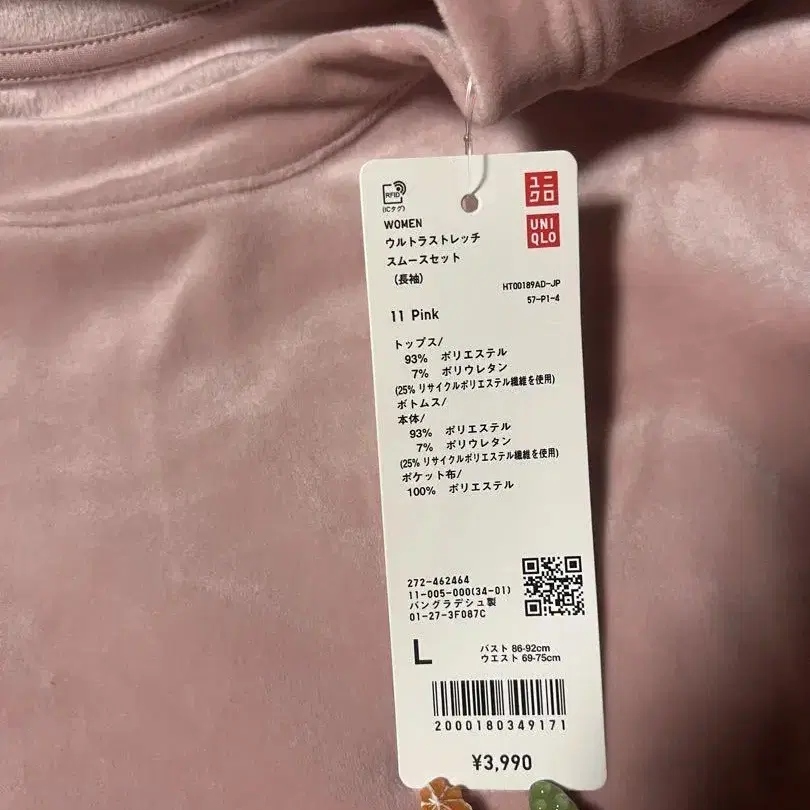 RFID
(ICタグ)
ユニ
クロ
UNI
QLO
WOMEN
ウルトラストレッチ
スムースセット
(長袖)
HT00189AD-JP
57-P1-4
11 Pink
トップス/
93% ポリエステル
7% ポリウレタン
(25% リサイクルポリエステル繊維を使用)
ボトムス/
本体/
93% ポリエステル
7% ポリウレタン
(25% リサイクルポリエステル繊維を使用)
ポケット布/
100% ポリエステル
272-462464
11-005-000(34-01)
バングラデシュ製
01-27-3F087C
L
バスト 86-92cm
ウエスト 69-75cm
2000180349171
¥3,990